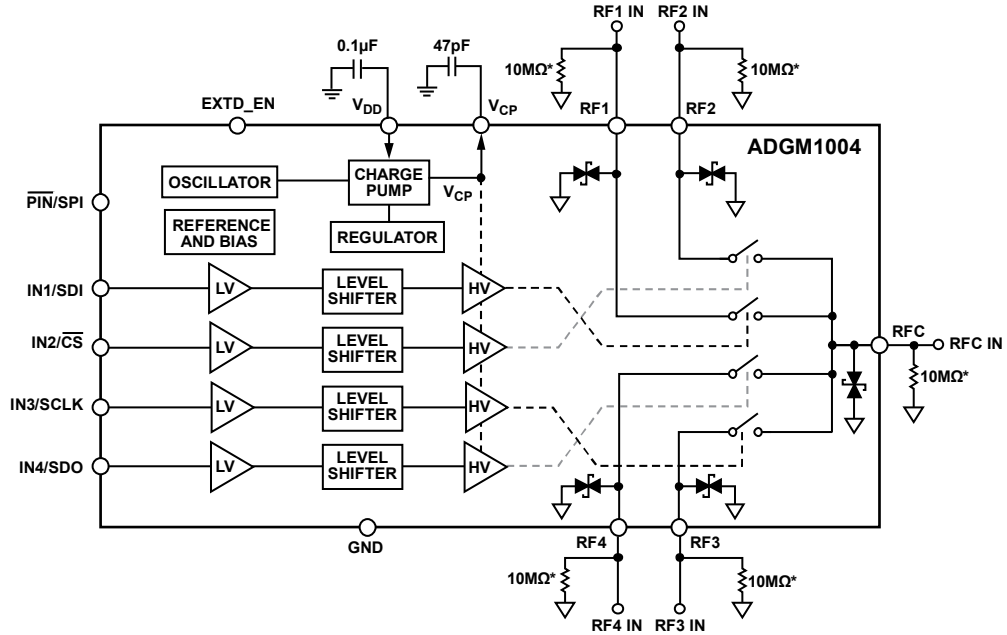 RF1 IN
RF2 IN
0.1µF
47pF
10MΩ*
10MΩ*
EXTD_EN
VDD
VCP
RF1
RF2
ADGM1004
OSCILLATOR
CHARGE
PUMP
VCP
PIN/SPI
REFERENCE
AND BIAS
REGULATOR
IN1/SDI
LV
LEVEL
SHIFTER
HV
IN2/CS
LV
LEVEL
SHIFTER
HV
RFC
RFC IN
10MΩ*
IN3/SCLK
LV
LEVEL
SHIFTER
HV
IN4/SDO
LV
LEVEL
SHIFTER
HV
GND
RF4
RF3
10MΩ*
10MΩ*
RF4 IN
RF3 IN